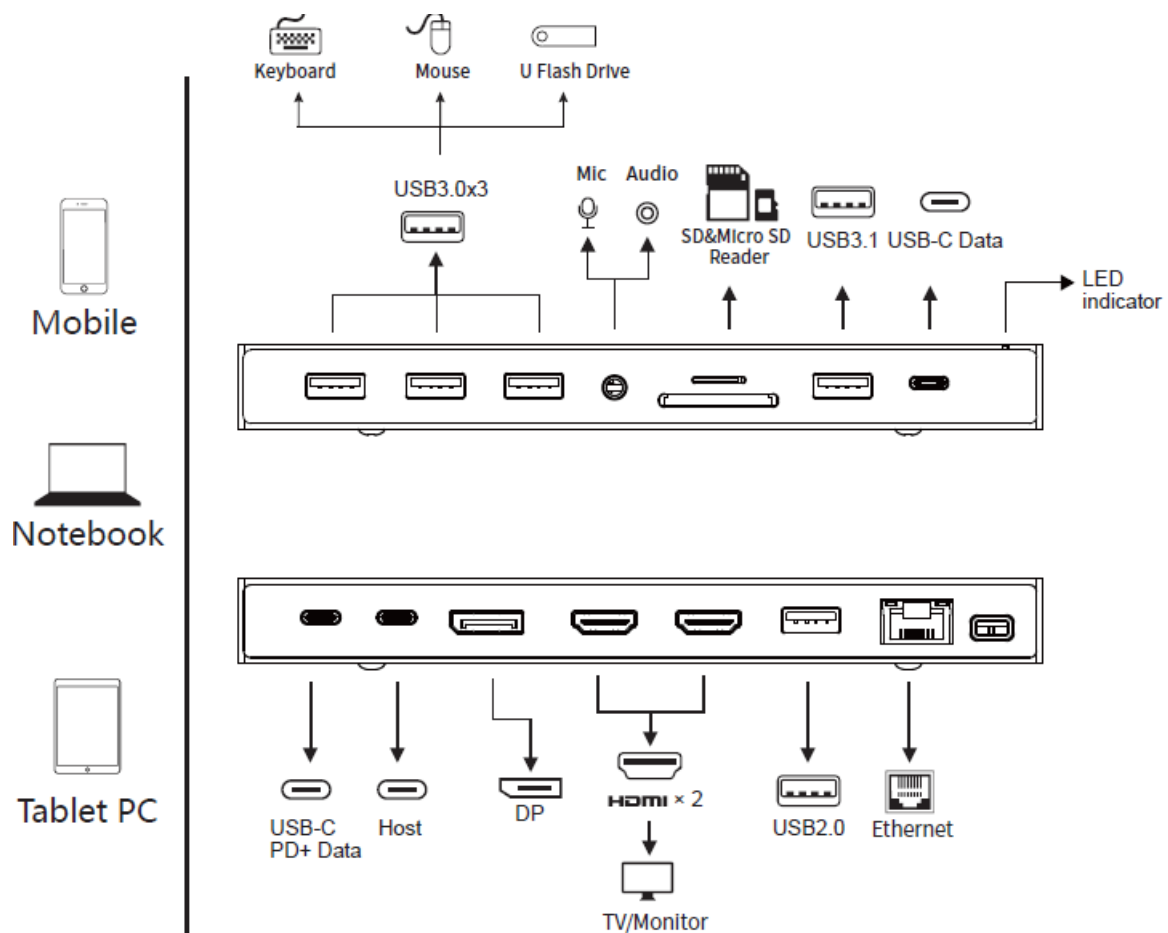 Keyboard
Mouse
U Flash Drive
USB3.0x3
Mic
Audio
SD&Micro SD
Reader
USB3.1
USB-C Data
LED
indicator
Mobile
Notebook
Tablet PC
USB-C
PD+ Data
Host
DP
HDMI × 2
TV/Monitor
USB2.0
Ethernet